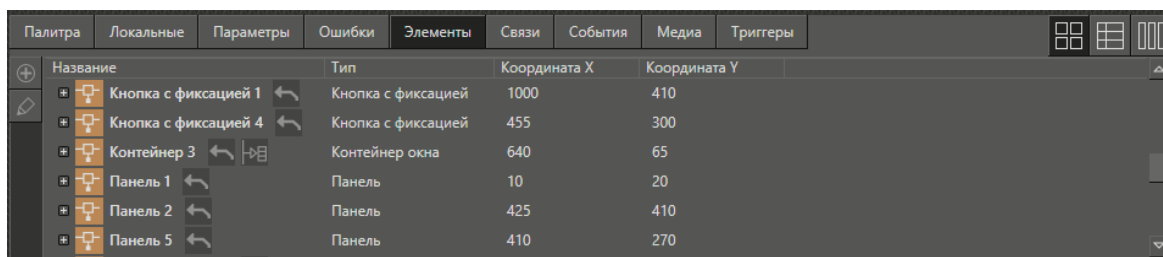 Палитра Локальные Параметры Ошибки Элементы Связи События Медиа Триггеры
Название Тип Координата X Координата Y
Кнопка с фиксацией 1 Кнопка с фиксацией 1000 410
Кнопка с фиксацией 4 Кнопка с фиксацией 455 300
Контейнер 3 Контейнер окна 640 65
Панель 1 Панель 10 20
Панель 2 Панель 425 410
Панель 5 Панель 410 270